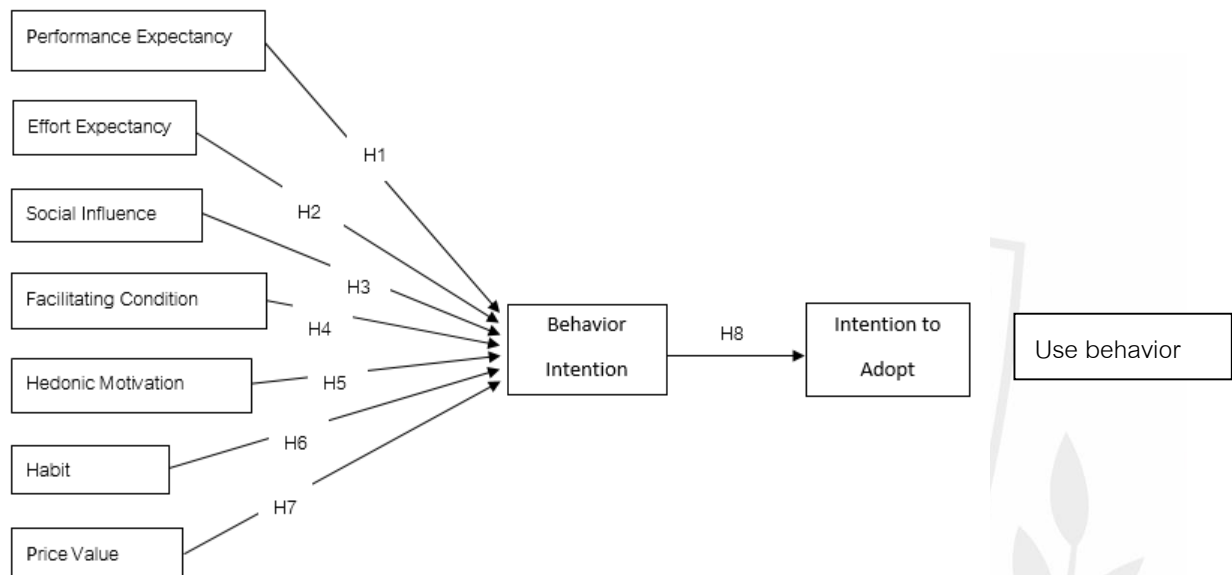 Performance Expectancy
Effort Expectancy
Social Influence
Facilitating Condition
Hedonic Motivation
Habit
Price Value
H1
H2
H3
H4
H5
H6
H7
Behavior
Intention
H8
Intention to
Adopt
Use behavior